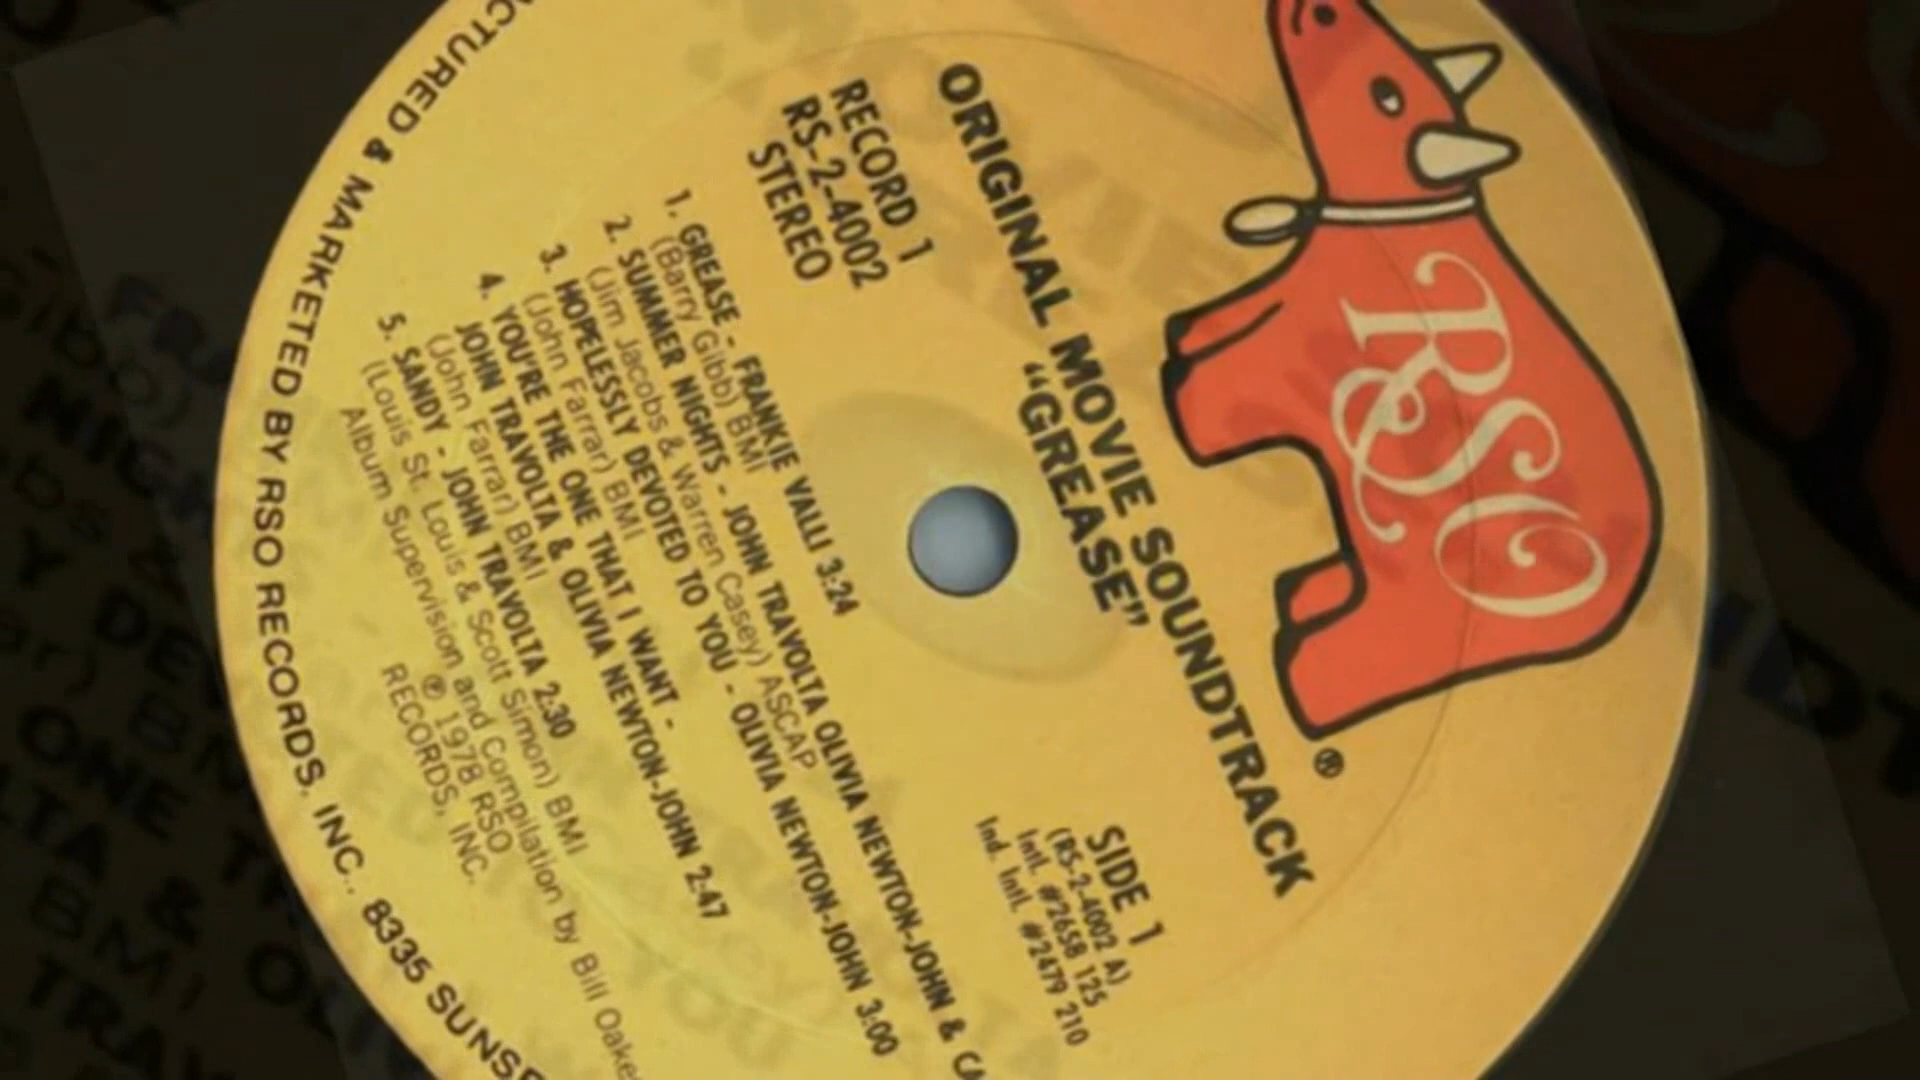 RSO
®
ORIGINAL MOVIE SOUNDTRACK
“GREASE”
RECORD 1
RS-2-4002
STEREO
SIDE 1
(RS-2-4002 A)
Intl. #2658 125
Ind. Intl. #2479 210
1. GREASE - FRANKIE VALLI 3:24
(Barry Gibb) BMI
2. SUMMER NIGHTS - JOHN TRAVOLTA OLIVIA NEWTON-JOHN &
(Jim Jacobs & Warren Casey) ASCAP
3. HOPELESSLY DEVOTED TO YOU - OLIVIA NEWTON-JOHN 3:00
(John Farrar) BMI
4. YOU'RE THE ONE THAT I WANT -
JOHN TRAVOLTA & OLIVIA NEWTON-JOHN 2:47
(John Farrar) BMI
5. SANDY - JOHN TRAVOLTA 2:30
(Louis St. Louis & Scott Simon) BMI
Album Supervision and Compilation by Bill Oake
℗ 1978 RSO
RECORDS, INC.
CTURED & MARKETED BY RSO RECORDS, INC., 8335 SUNSE